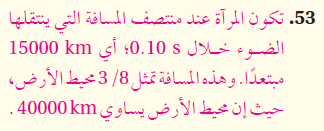 53. تكون المرآة عند منتصف المسافة التي ينتقلها
الضوء خلال 0.10 s؛ أي 15000 km
مبتعدًا. وهذه المسافة تمثل 3/8 محيط الأرض،
حيث إن محيط الأرض يساوي 40000 km.